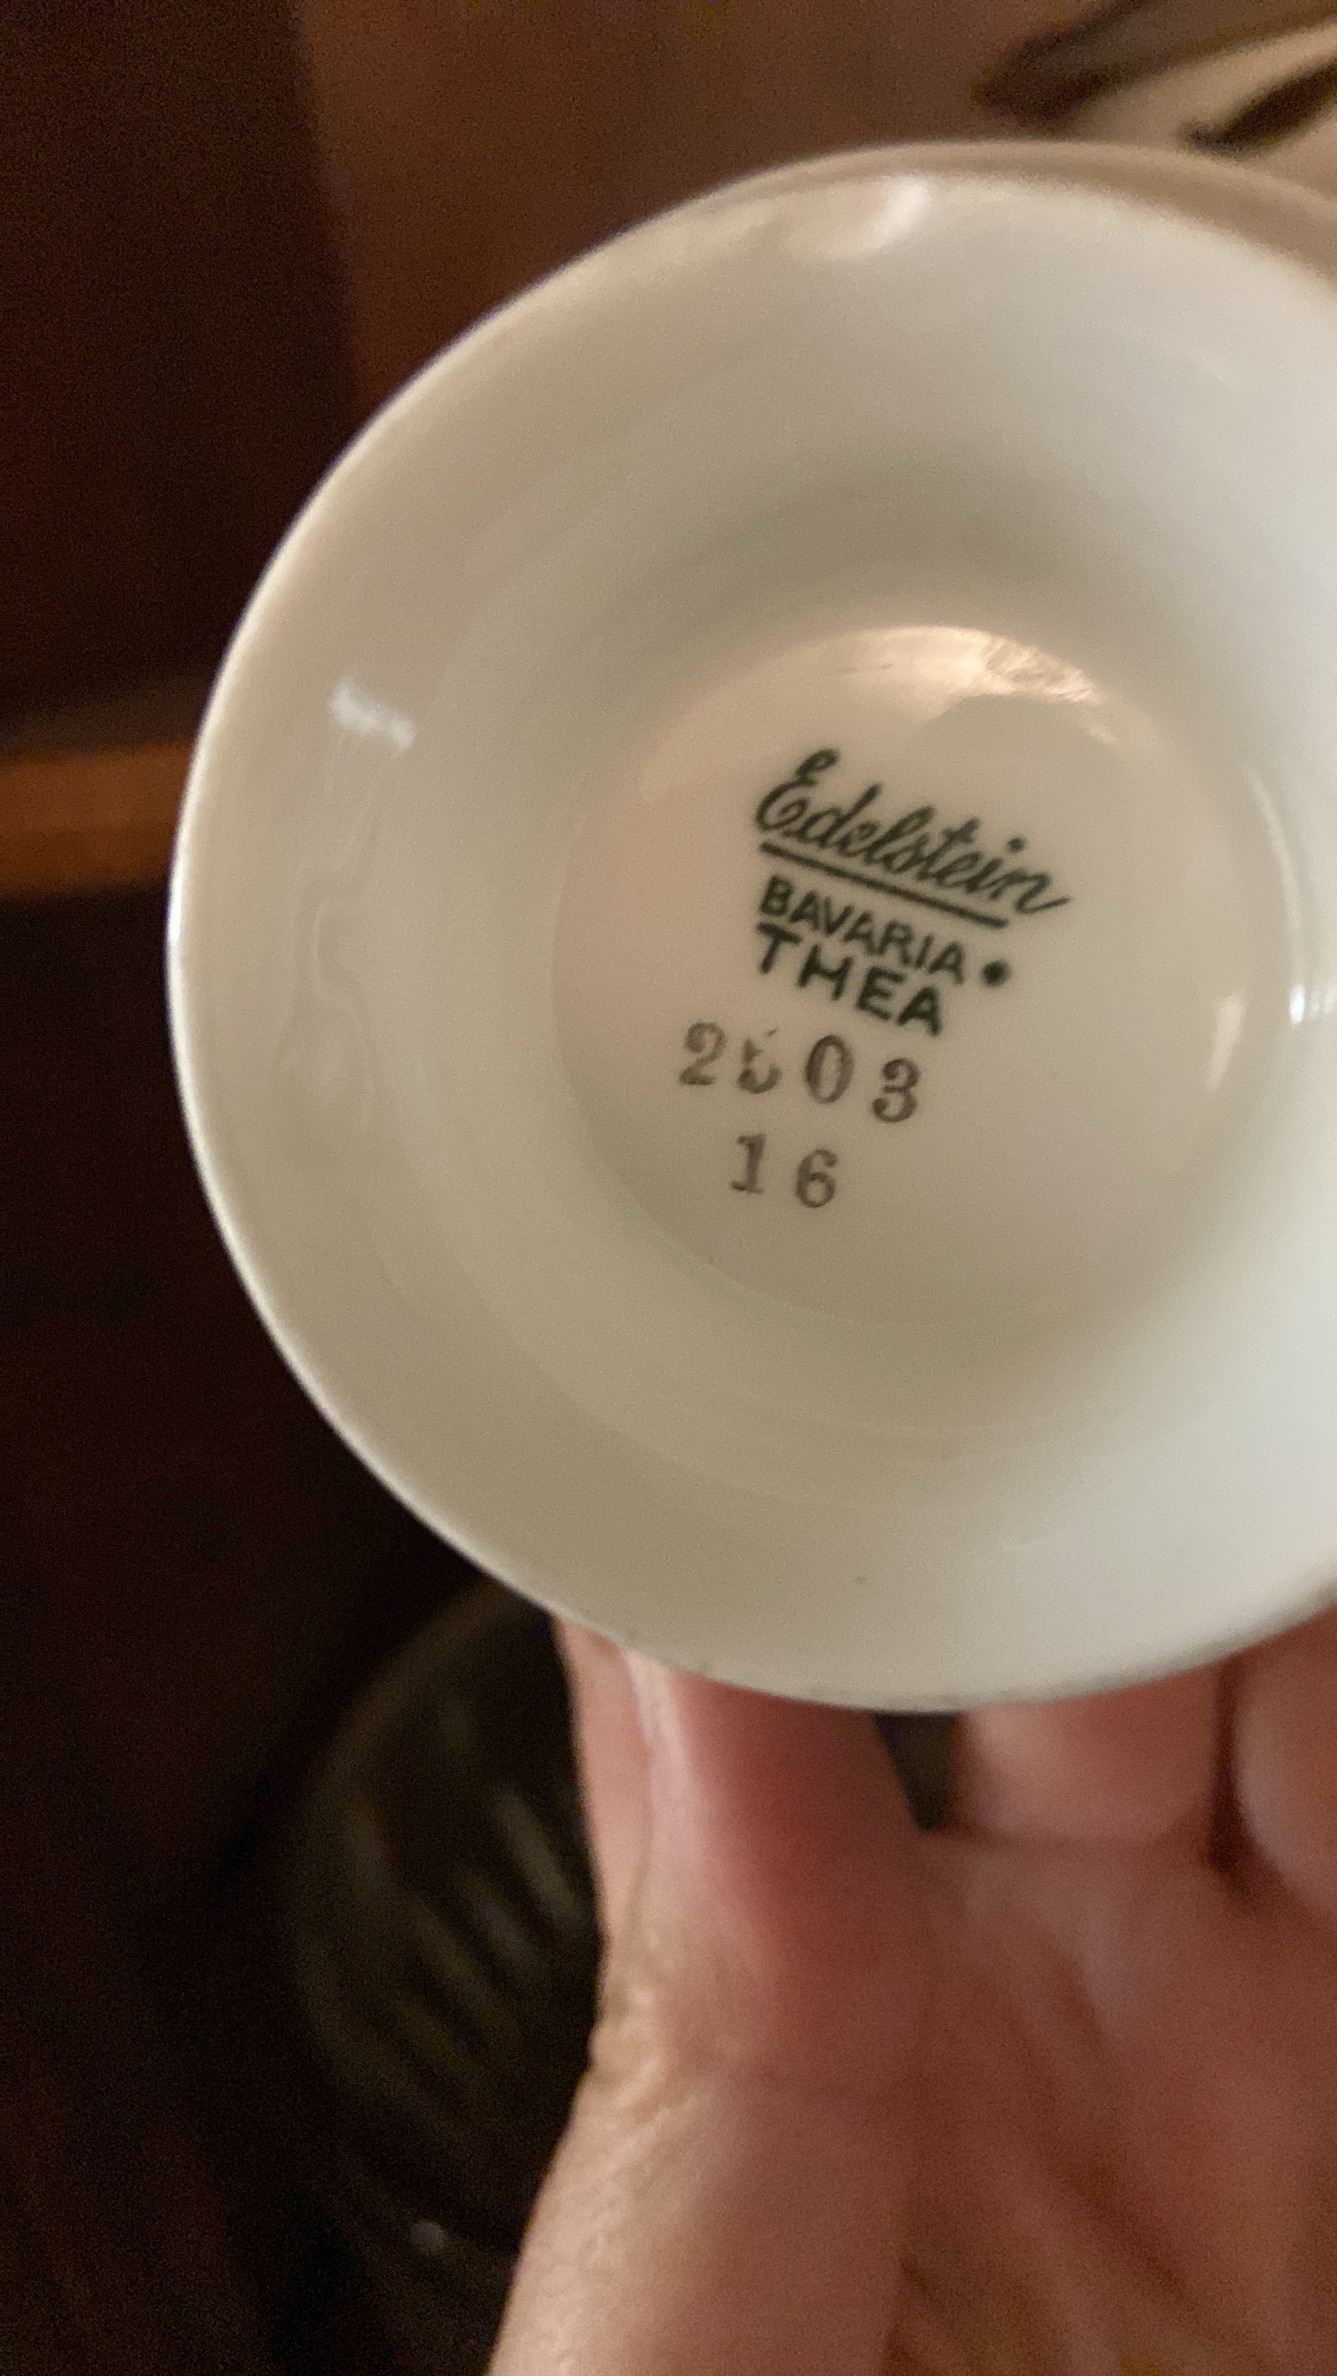 Edelstein
BAVARIA •
THEA
2503
16